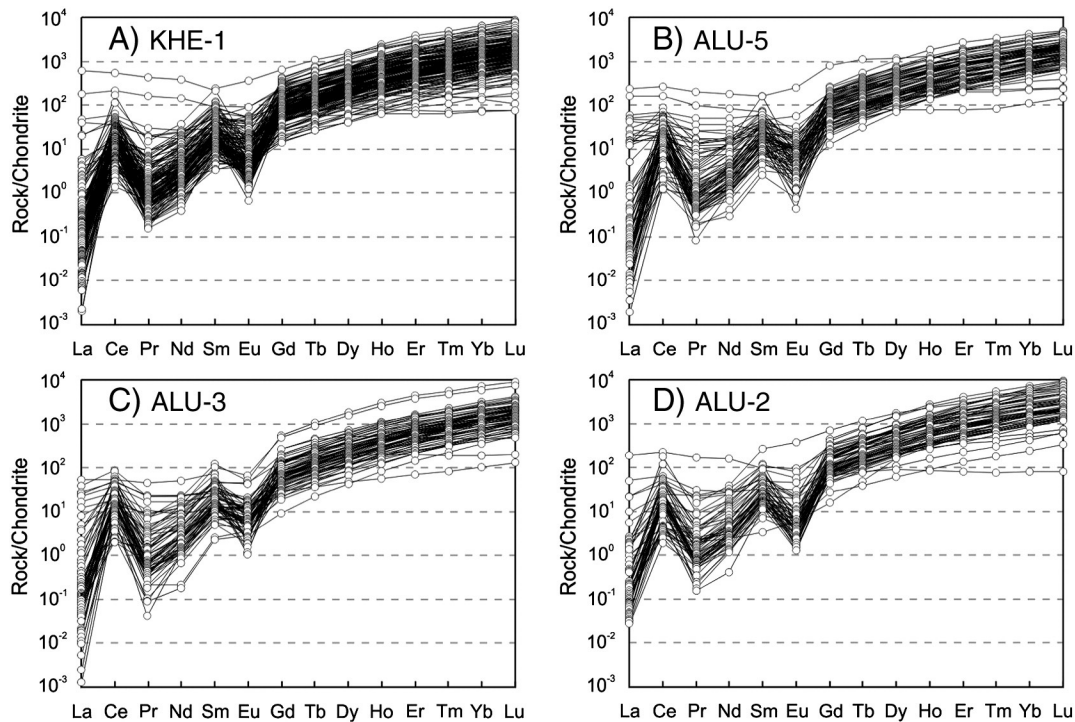 A) KHE-1
Rock/Chondrite
10⁴
10³
10²
10¹
10⁰
10⁻¹
10⁻²
10⁻³
La Ce Pr Nd Sm Eu Gd Tb Dy Ho Er Tm Yb Lu
B) ALU-5
Rock/Chondrite
10⁴
10³
10²
10¹
10⁰
10⁻¹
10⁻²
10⁻³
La Ce Pr Nd Sm Eu Gd Tb Dy Ho Er Tm Yb Lu
C) ALU-3
Rock/Chondrite
10⁴
10³
10²
10¹
10⁰
10⁻¹
10⁻²
10⁻³
La Ce Pr Nd Sm Eu Gd Tb Dy Ho Er Tm Yb Lu
D) ALU-2
Rock/Chondrite
10⁴
10³
10²
10¹
10⁰
10⁻¹
10⁻²
10⁻³
La Ce Pr Nd Sm Eu Gd Tb Dy Ho Er Tm Yb Lu